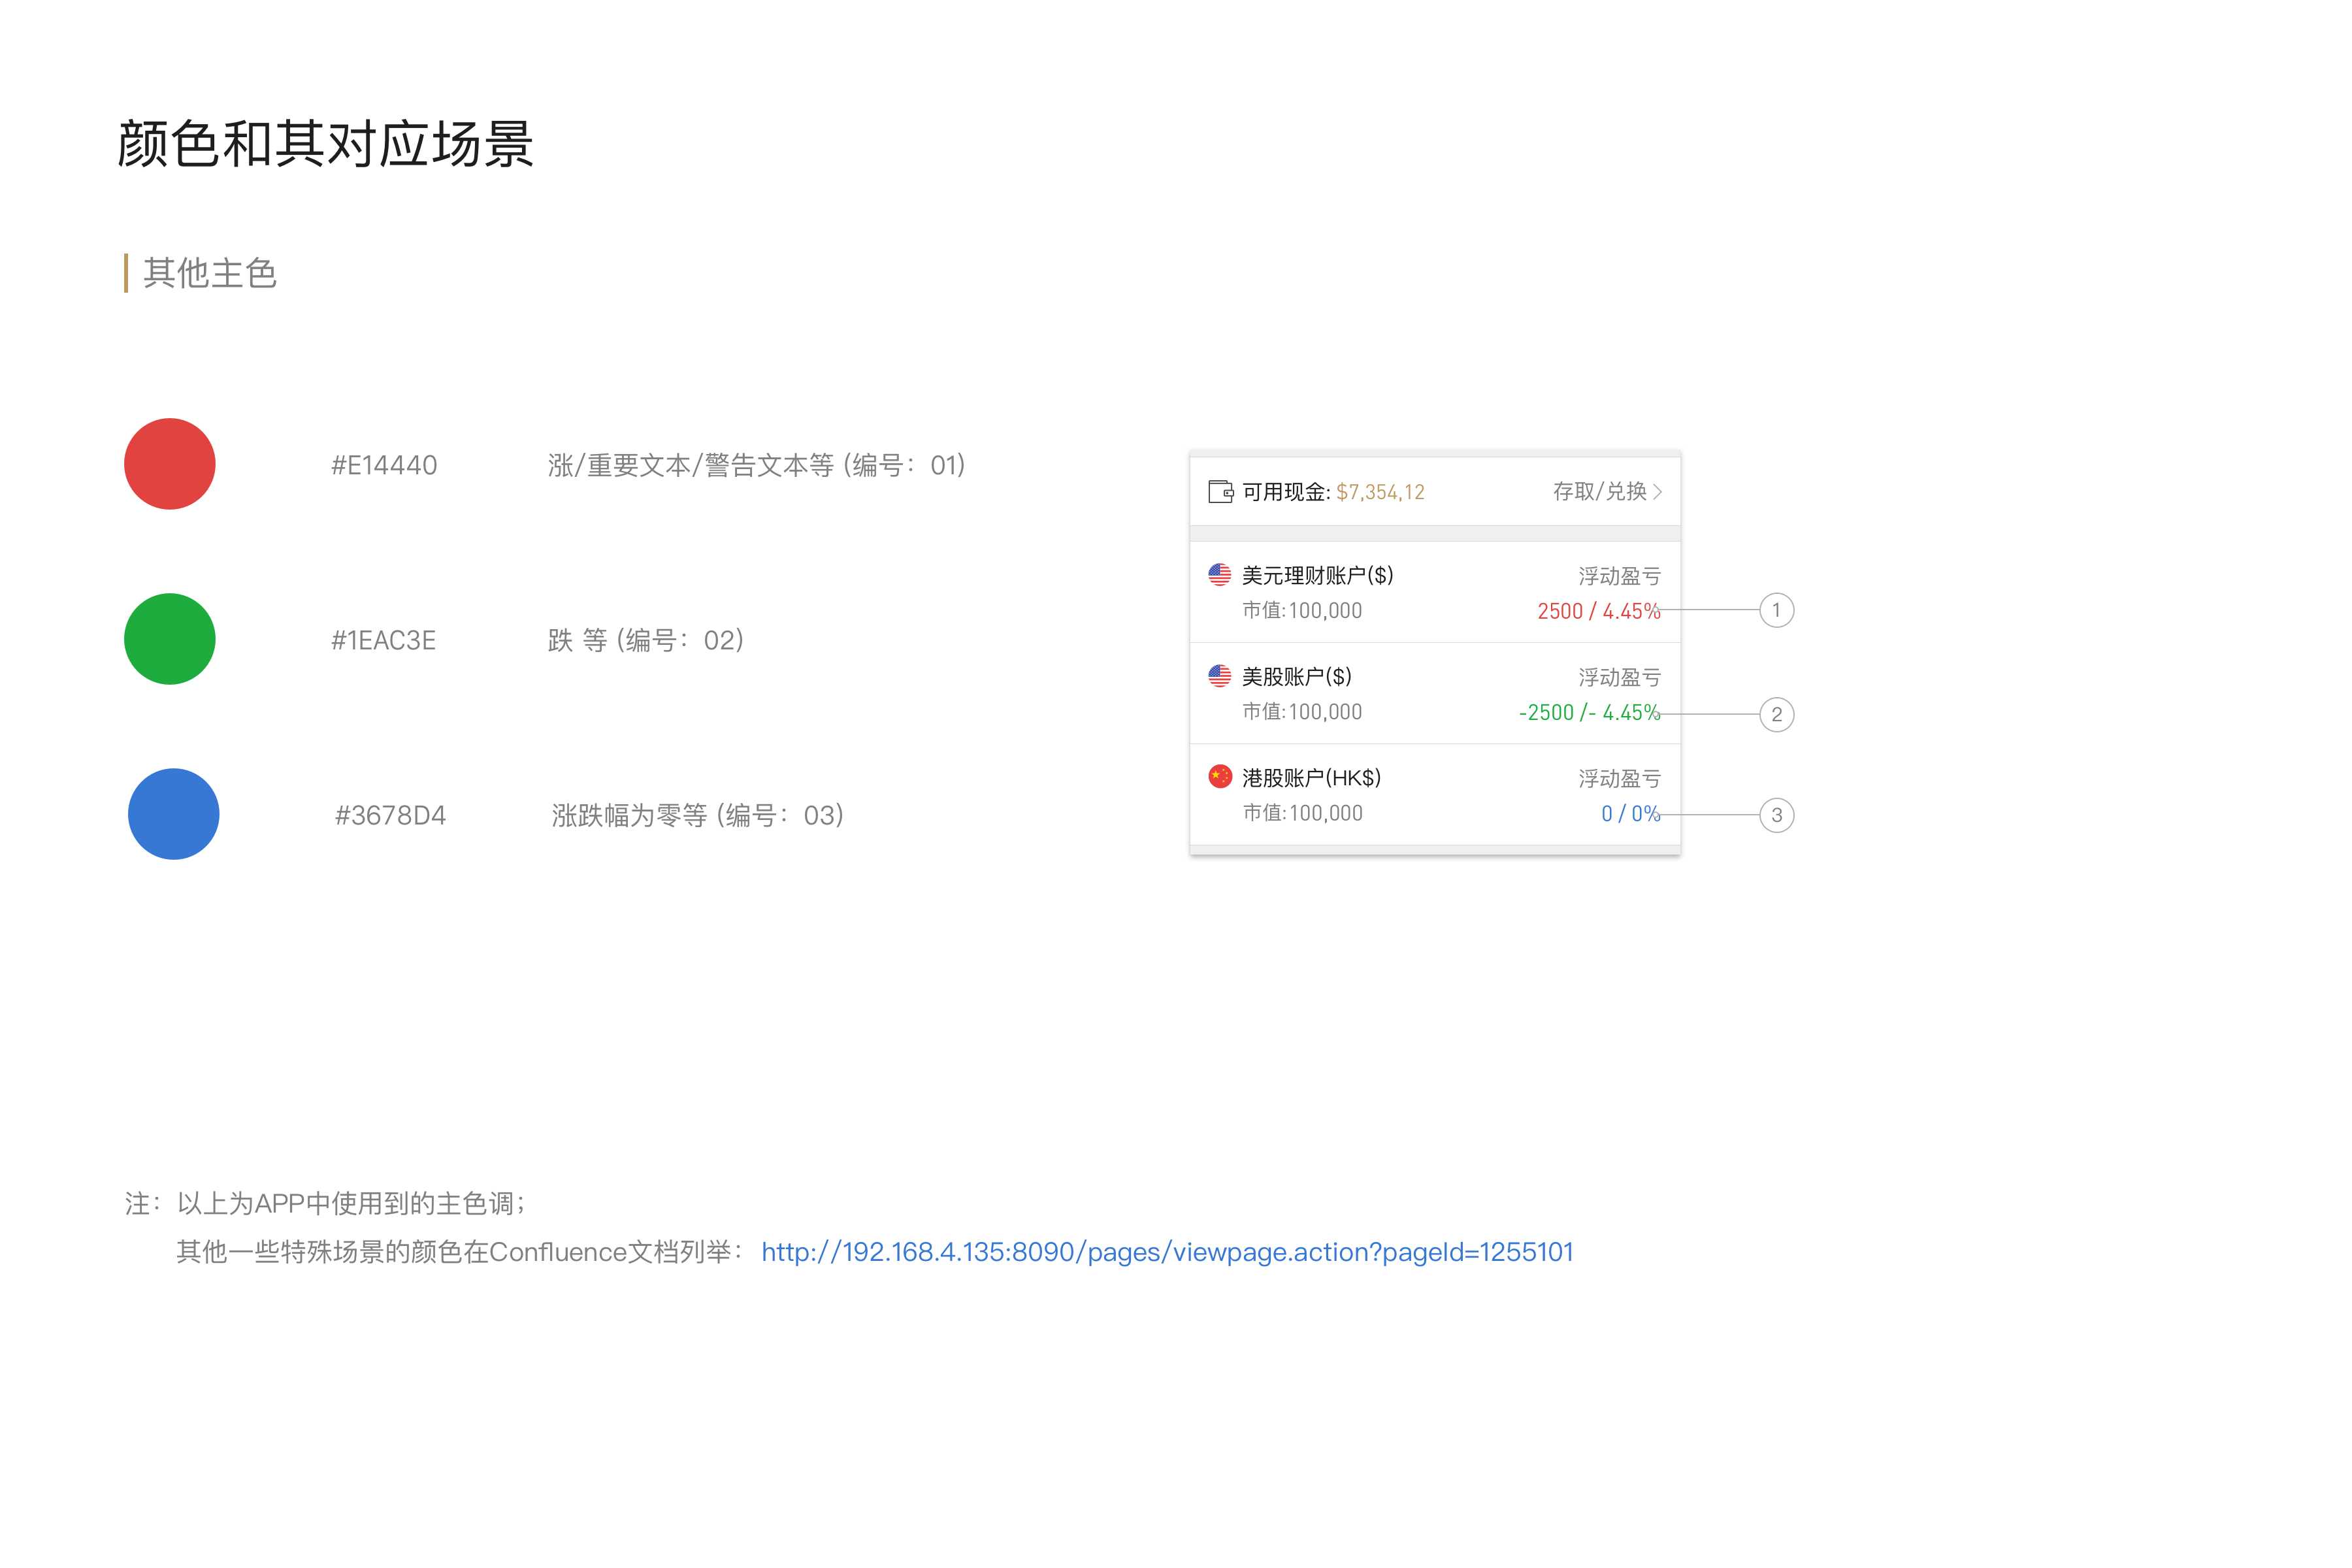 颜色和其对应场景
其他主色
#E14440 涨/重要文本/警告文本等 (编号：01)
#1EAC3E 跌 等 (编号：02)
#3678D4 涨跌幅为零等 (编号：03)
可用现金: $7,354,12 存取/兑换
美元理财账户($) 浮动盈亏
市值:100,000 2500 / 4.45%
1
美股账户($) 浮动盈亏
市值:100,000 -2500 /- 4.45%
2
港股账户(HK$) 浮动盈亏
市值:100,000 0 / 0%
3
注：以上为APP中使用到的主色调；
其他一些特殊场景的颜色在Confluence文档列举：http://192.168.4.135:8090/pages/viewpage.action?pageId=1255101